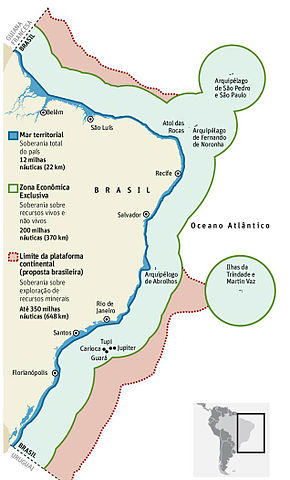 GUIANA
FRANCESA
BRASIL
Belém
São Luís
Arquipélago
de São Pedro
e São Paulo
Atol das
Rocas
Arquipélago
de Fernando
de Noronha
Mar territorial
Soberania total
do país
12 milhas
náuticas (22 km)
Recife
BRASIL
Zona Econômica
Exclusiva
Soberania sobre
recursos vivos e
não vivos
200 milhas
náuticas (370 km)
Salvador
Oceano Atlântico
Limite da plataforma
continental
(proposta brasileira)
Soberania sobre
exploração de
recursos minerais
Até 350 milhas
náuticas (648 km)
Arquipélago
de Abrolhos
Ilhas da
Trindade e
Martin Vaz
Rio de
Janeiro
Santos
Tupi
Carioca
Jupiter
Guará
Florianópolis
BRASIL
URUGUAI